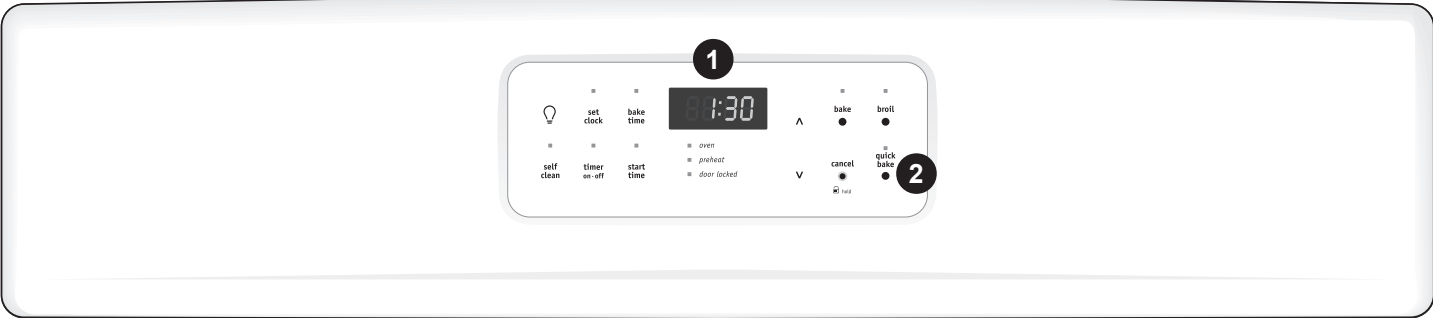 1
1:30
set
clock
bake
time
bake
broil
oven
preheat
door locked
self
clean
timer
on-off
start
time
cancel
hold
quick
bake
2